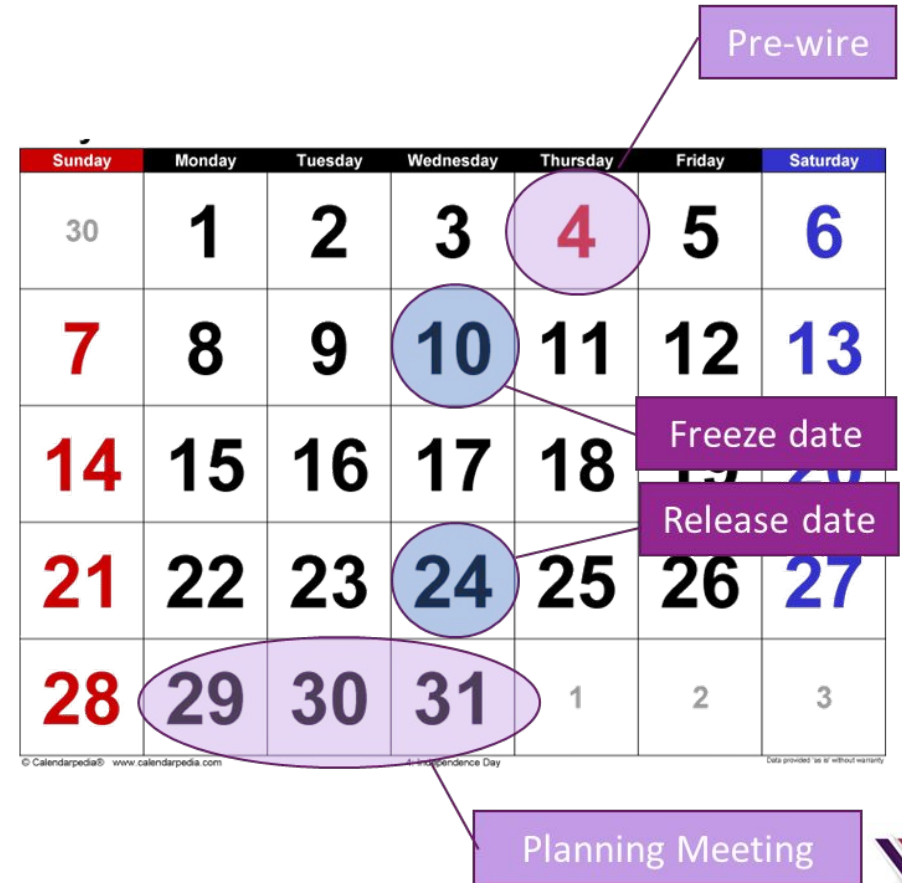 Pre-wire
Sunday Monday Tuesday Wednesday Thursday Friday Saturday
30 1 2 3 4 5 6
7 8 9 10 11 12 13
Freeze date
14 15 16 17 18 19 20
Release date
21 22 23 24 25 26 27
28 29 30 31 1 2 3
© Calendarpedia® www.calendarpedia.com 4: Independence Day Data provided 'as is' without warranty
Planning Meeting